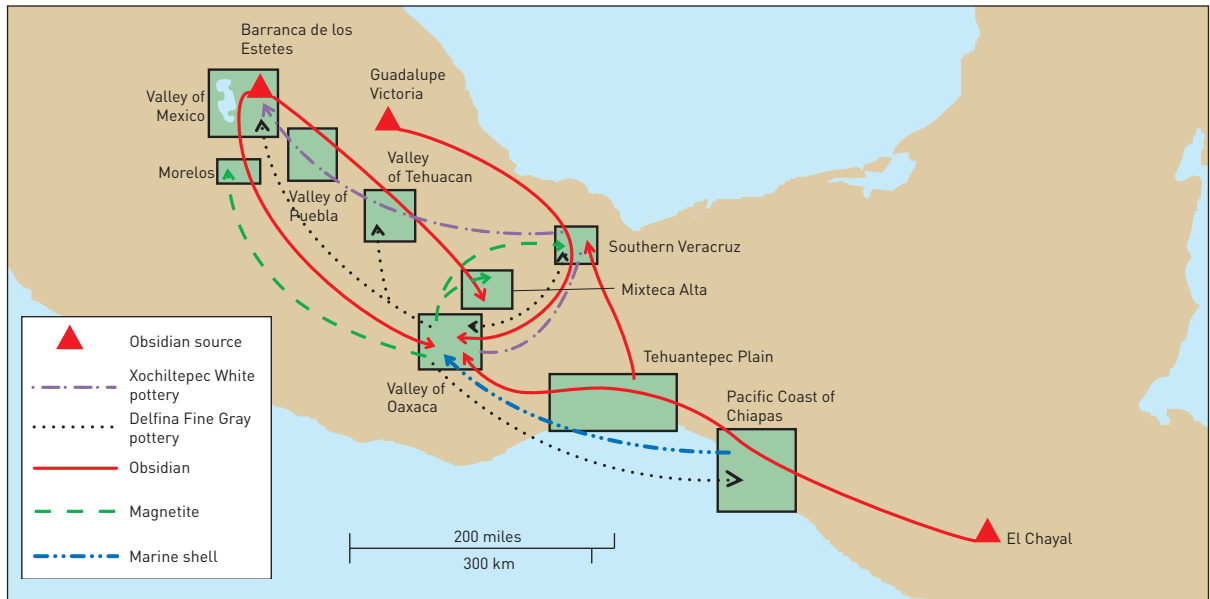 Barranca de los
Estetes
Guadalupe
Victoria
Valley of
Mexico
Valley
of Tehuacan
Morelos
Valley of
Puebla
Southern Veracruz
Mixteca Alta
Tehuantepec Plain
Valley of
Oaxaca
Pacific Coast of
Chiapas
El Chayal
Obsidian source
Xochiltepec White
pottery
Delfina Fine Gray
pottery
Obsidian
Magnetite
Marine shell
200 miles
300 km